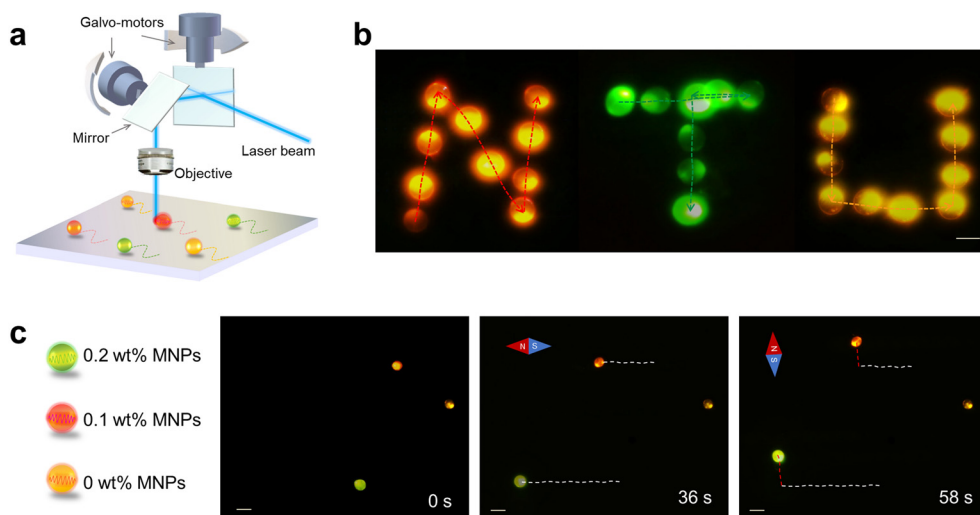 a
Galvo-motors
Mirror
Laser beam
Objective
b
c
0.2 wt% MNPs
0.1 wt% MNPs
0 wt% MNPs
0 s
N S
36 s
N
S
58 s